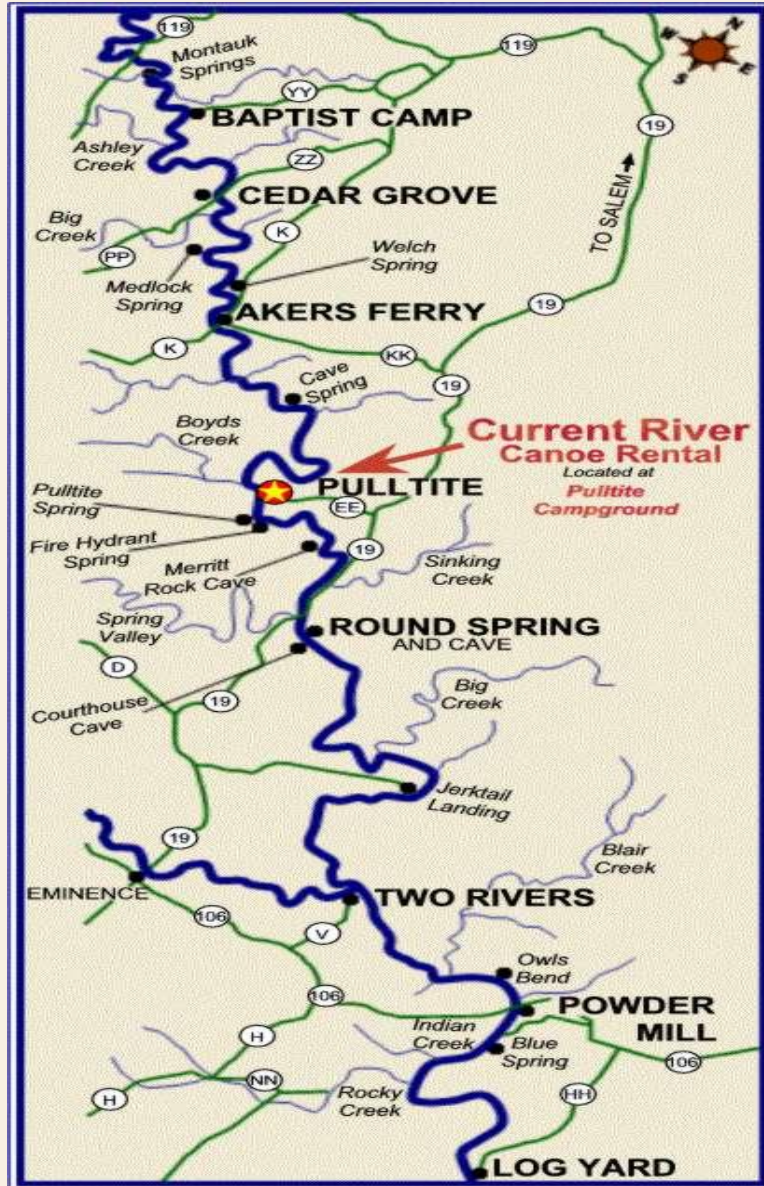 119
Montauk
Springs
119
N
W
E
S
YY
BAPTIST CAMP
19
Ashley
Creek
ZZ
CEDAR GROVE
TO SALEM
Big
Creek
K
PP
Welch
Spring
Medlock
Spring
19
AKERS FERRY
K
KK
Cave
Spring
19
Boyds
Creek
Current River
Canoe Rental
Located at
Pulltite
Campground
PULLTITE
Pulltite
Spring
EE
Fire Hydrant
Spring
19
Merritt
Rock Cave
Sinking
Creek
Spring
Valley
ROUND SPRING
AND CAVE
D
Big
Creek
Courthouse
Cave
19
Jerktail
Landing
19
Blair
Creek
EMINENCE
TWO RIVERS
106
V
Owls
Bend
106
POWDER
MILL
Indian
Creek
Blue
Spring
H
106
NN
Rocky
Creek
HH
H
LOG YARD